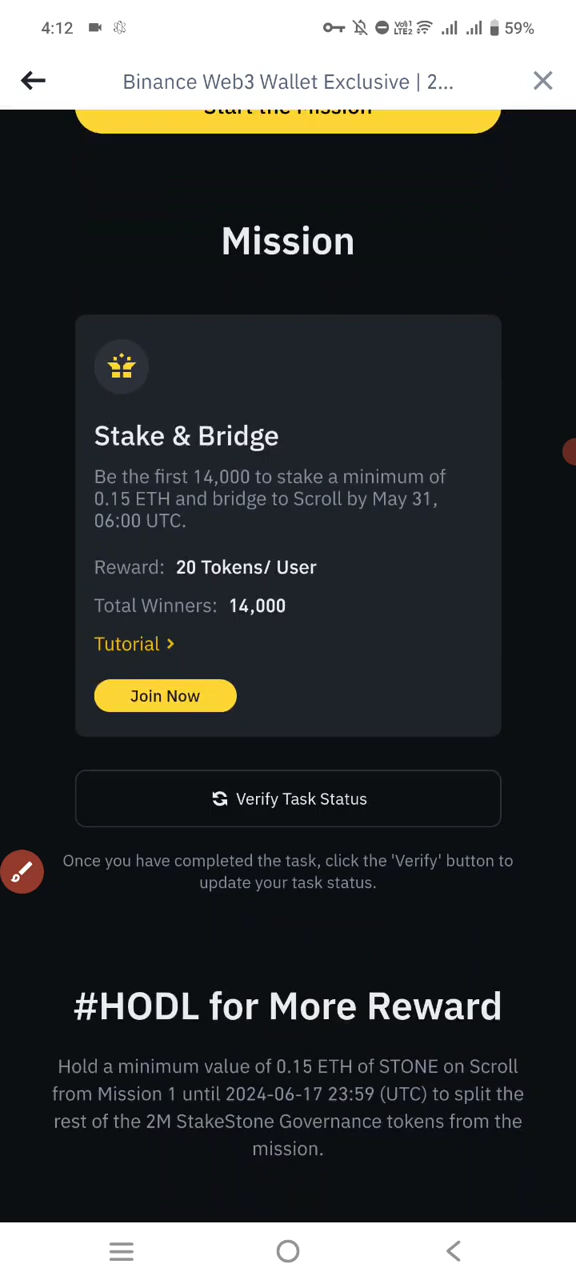 4:12
Vo1) LTE2 59%
Binance Web3 Wallet Exclusive | 2...
Start the Mission
Mission
Stake & Bridge
Be the first 14,000 to stake a minimum of
0.15 ETH and bridge to Scroll by May 31,
06:00 UTC.
Reward: 20 Tokens/ User
Total Winners: 14,000
Tutorial >
Join Now
Verify Task Status
Once you have completed the task, click the 'Verify' button to
update your task status.
#HODL for More Reward
Hold a minimum value of 0.15 ETH of STONE on Scroll
from Mission 1 until 2024-06-17 23:59 (UTC) to split the
rest of the 2M StakeStone Governance tokens from the
mission.